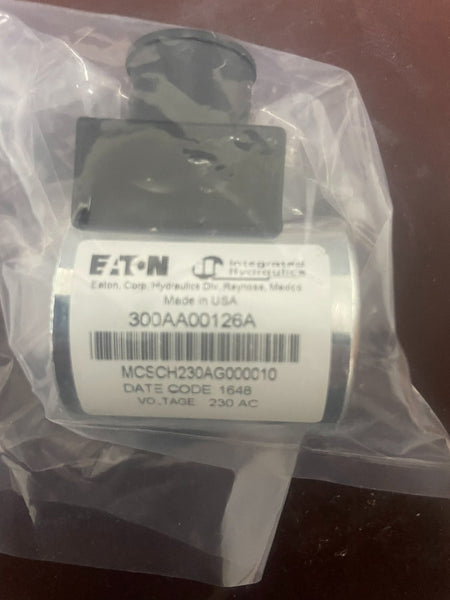 EATON Integrated Hydraulics
Eaton, Corp. Hydraulics Div, Reynosa, Mexico
Made in USA
300AA00126A
MCSCH230AG000010
DATE CODE 1648
VOLTAGE 230 AC